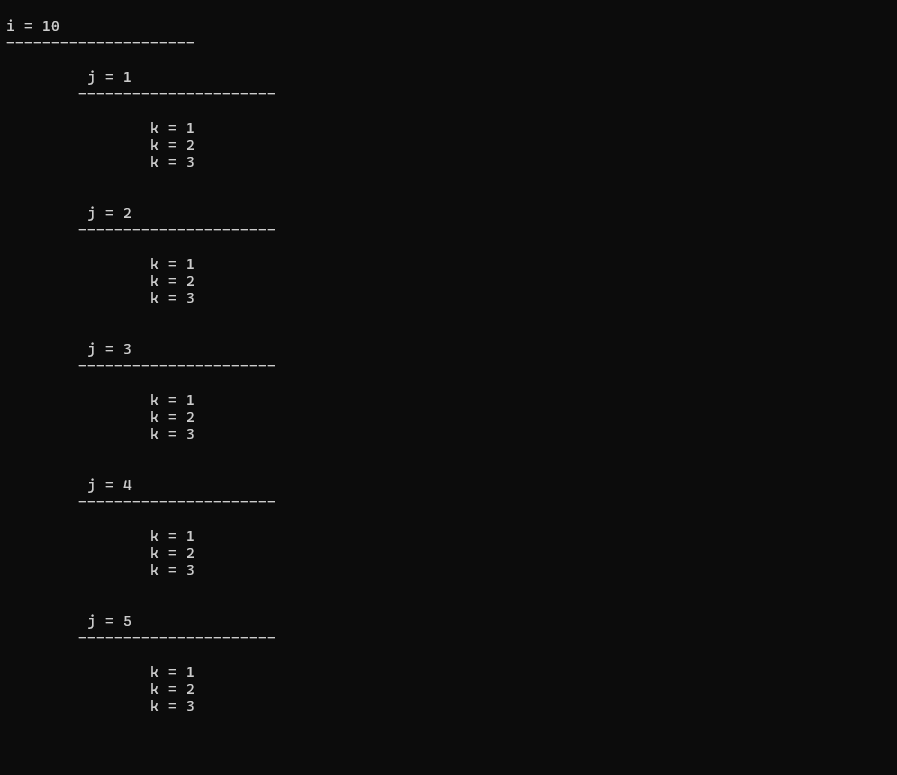 i = 10
---------------------
j = 1
----------------------
k = 1
k = 2
k = 3
j = 2
----------------------
k = 1
k = 2
k = 3
j = 3
----------------------
k = 1
k = 2
k = 3
j = 4
----------------------
k = 1
k = 2
k = 3
j = 5
----------------------
k = 1
k = 2
k = 3